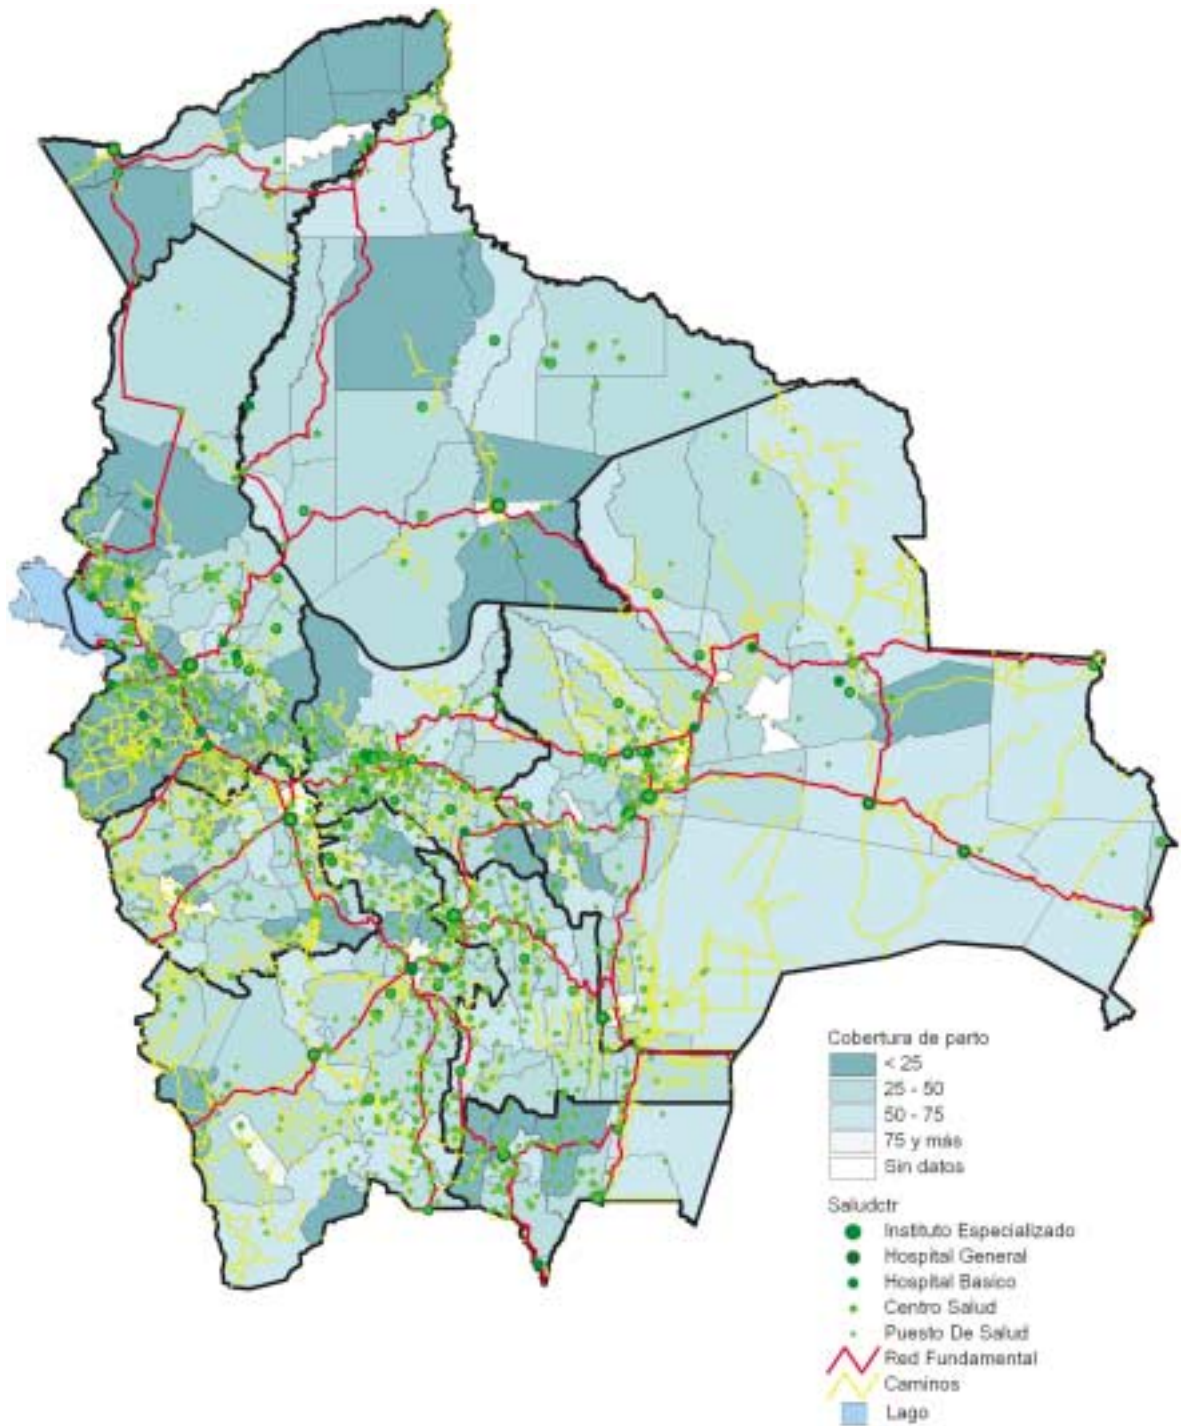 Cobertura de parto
< 25
25 - 50
50 - 75
75 y más
Sin datos
Saludctr
Instituto Especializado
Hospital General
Hospital Basico
Centro Salud
Puesto De Salud
Red Fundamental
Caminos
Lago